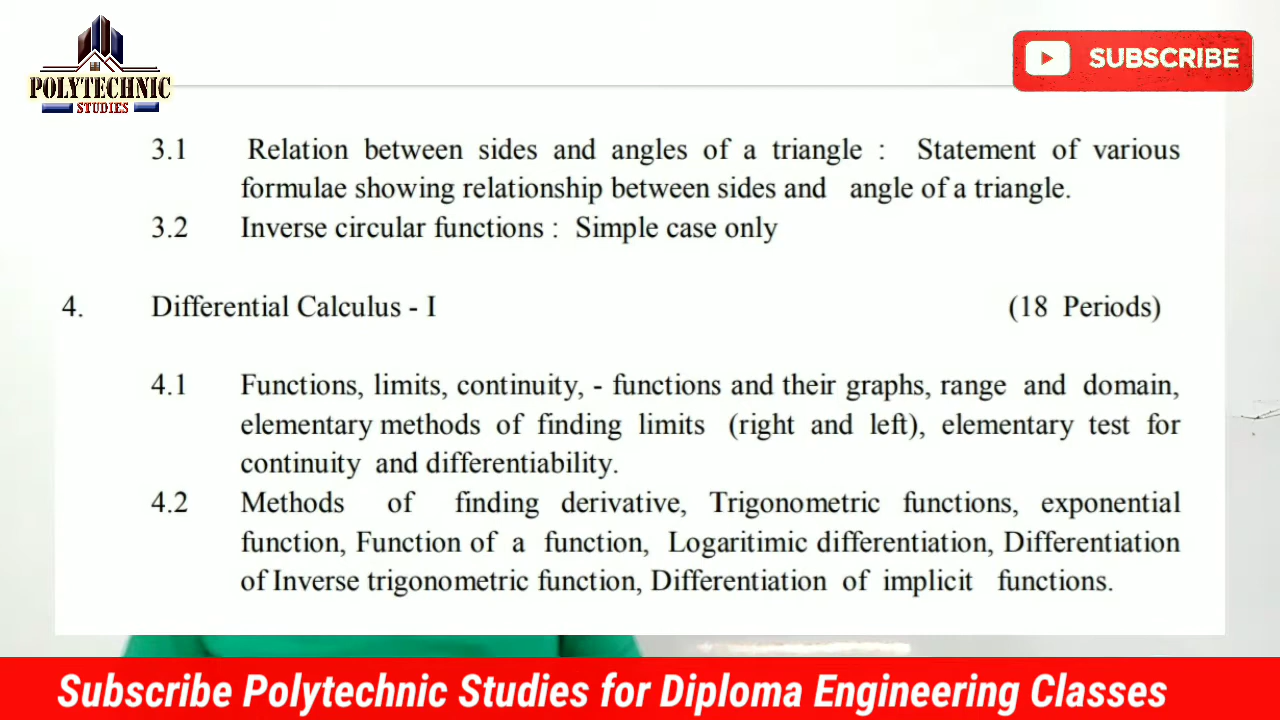 POLYTECHNIC
STUDIES
SUBSCRIBE
3.1 Relation between sides and angles of a triangle : Statement of various
formulae showing relationship between sides and angle of a triangle.
3.2 Inverse circular functions : Simple case only
4. Differential Calculus - I (18 Periods)
4.1 Functions, limits, continuity, - functions and their graphs, range and domain,
elementary methods of finding limits (right and left), elementary test for
continuity and differentiability.
4.2 Methods of finding derivative, Trigonometric functions, exponential
function, Function of a function, Logaritimic differentiation, Differentiation
of Inverse trigonometric function, Differentiation of implicit functions.
Subscribe Polytechnic Studies for Diploma Engineering Classes